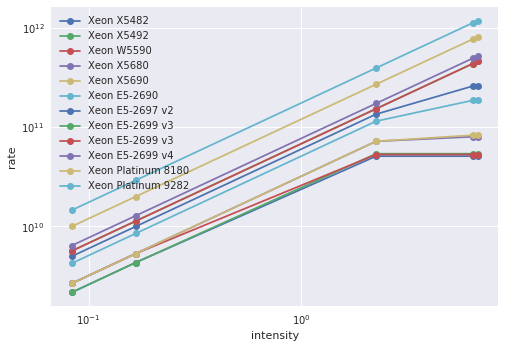 10¹²
10¹¹
10¹⁰
rate
Xeon X5482
Xeon X5492
Xeon W5590
Xeon X5680
Xeon X5690
Xeon E5-2690
Xeon E5-2697 v2
Xeon E5-2699 v3
Xeon E5-2699 v3
Xeon E5-2699 v4
Xeon Platinum 8180
Xeon Platinum 9282
10⁻¹
10⁰
intensity